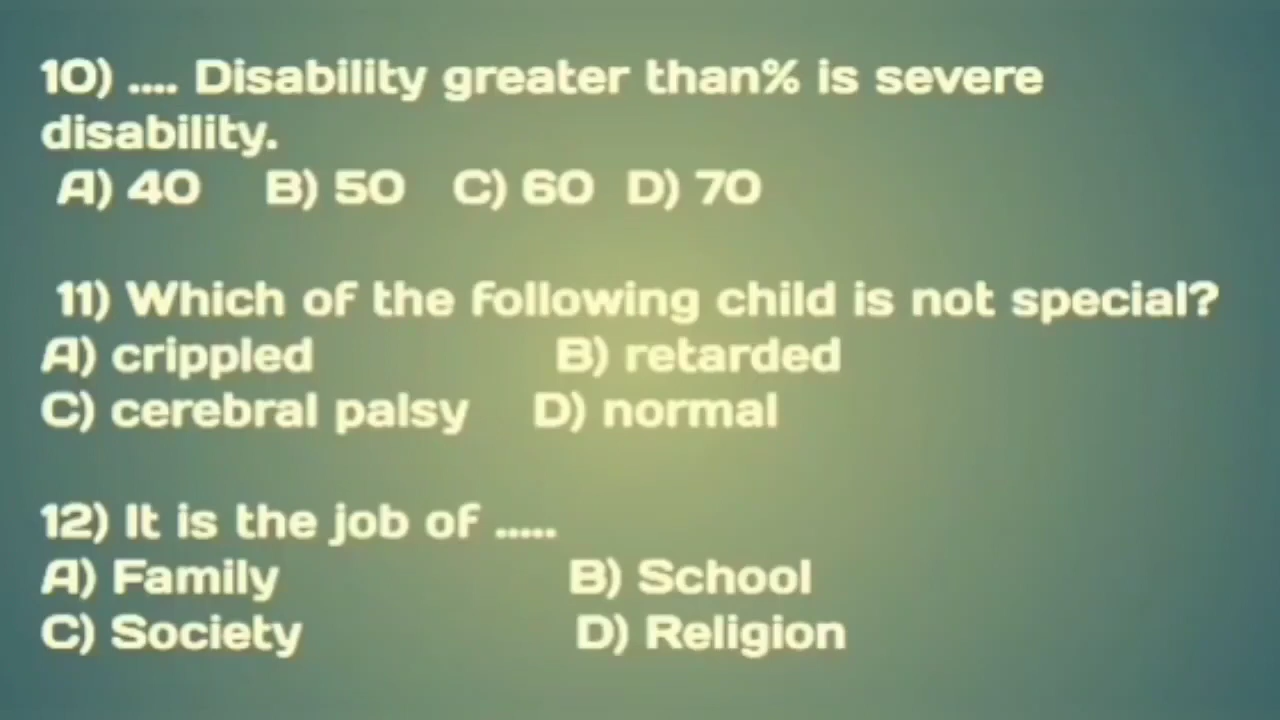 10) .... Disability greater than% is severe
disability.
A) 40 B) 50 C) 60 D) 70
11) Which of the following child is not special?
A) crippled B) retarded
C) cerebral palsy D) normal
12) It is the job of .....
A) Family B) School
C) Society D) Religion